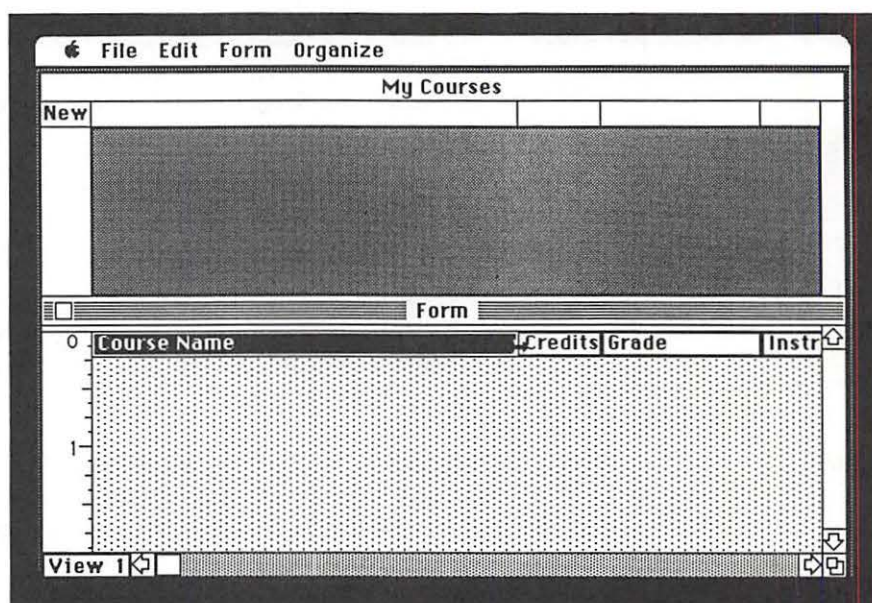 File Edit Form Organize
My Courses
New
Form
0 Course Name Credits Grade Instr
1
View 1